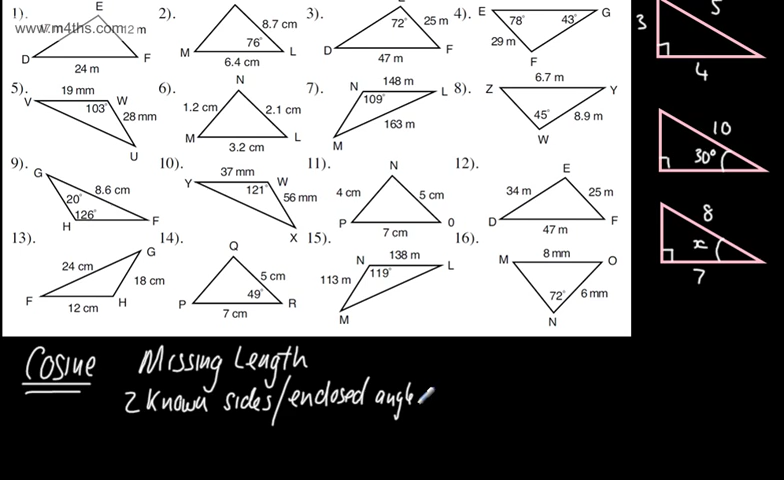 1).
E
www.m4ths.com
12 m
D
F
24 m
2).
8.7 cm
76°
M
L
6.4 cm
3).
72°
25 m
D
F
47 m
4).
E
G
78°
43°
29 m
F
5).
19 mm
V
W
103°
28 mm
U
6).
N
1.2 cm
2.1 cm
M
L
3.2 cm
7).
148 m
N
L
109°
163 m
M
8).
6.7 m
Z
Y
45°
8.9 m
W
9).
G
8.6 cm
20°
126°
H
F
10).
37 mm
Y
W
121°
56 mm
X
11).
N
4 cm
5 cm
P
O
7 cm
12).
E
34 m
25 m
D
F
47 m
13).
G
24 cm
18 cm
F
H
12 cm
14).
Q
5 cm
49°
P
R
7 cm
15).
138 m
N
L
113 m
119°
M
16).
8 mm
M
O
72°
6 mm
N
5
3
4
10
30°
8
x
7
Cosine Missing Length
2 Known sides/enclosed angle